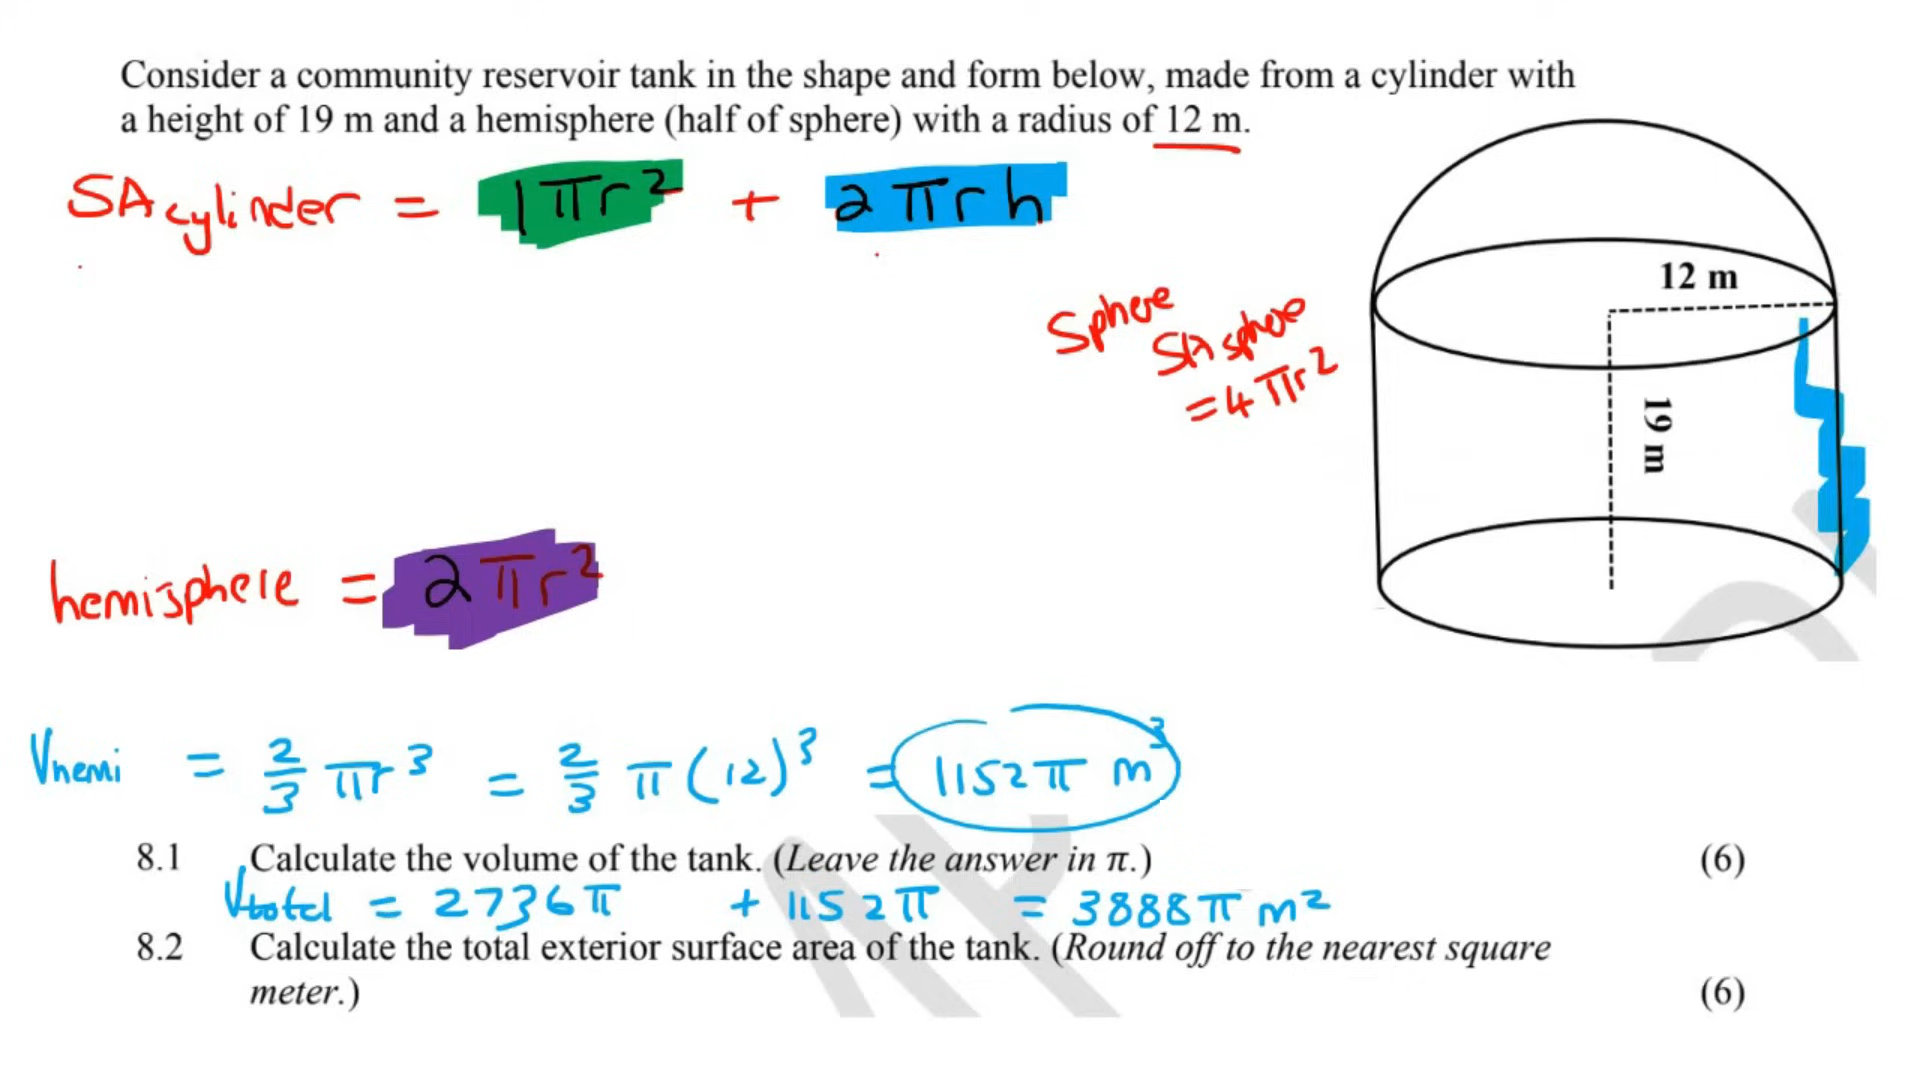 Consider a community reservoir tank in the shape and form below, made from a cylinder with
a height of 19 m and a hemisphere (half of sphere) with a radius of 12 m.
SA cylinder = 1πr² + 2πrh
12 m
Sphere
SA sphere
= 4πr²
19 m
hemisphere = 2πr²
Vhemi = 2/3 πr³ = 2/3 π(12)³ = 1152π m³
8.1 Calculate the volume of the tank. (Leave the answer in π.) (6)
Vtotal = 2736π + 1152π = 3888π m²
8.2 Calculate the total exterior surface area of the tank. (Round off to the nearest square
meter.) (6)